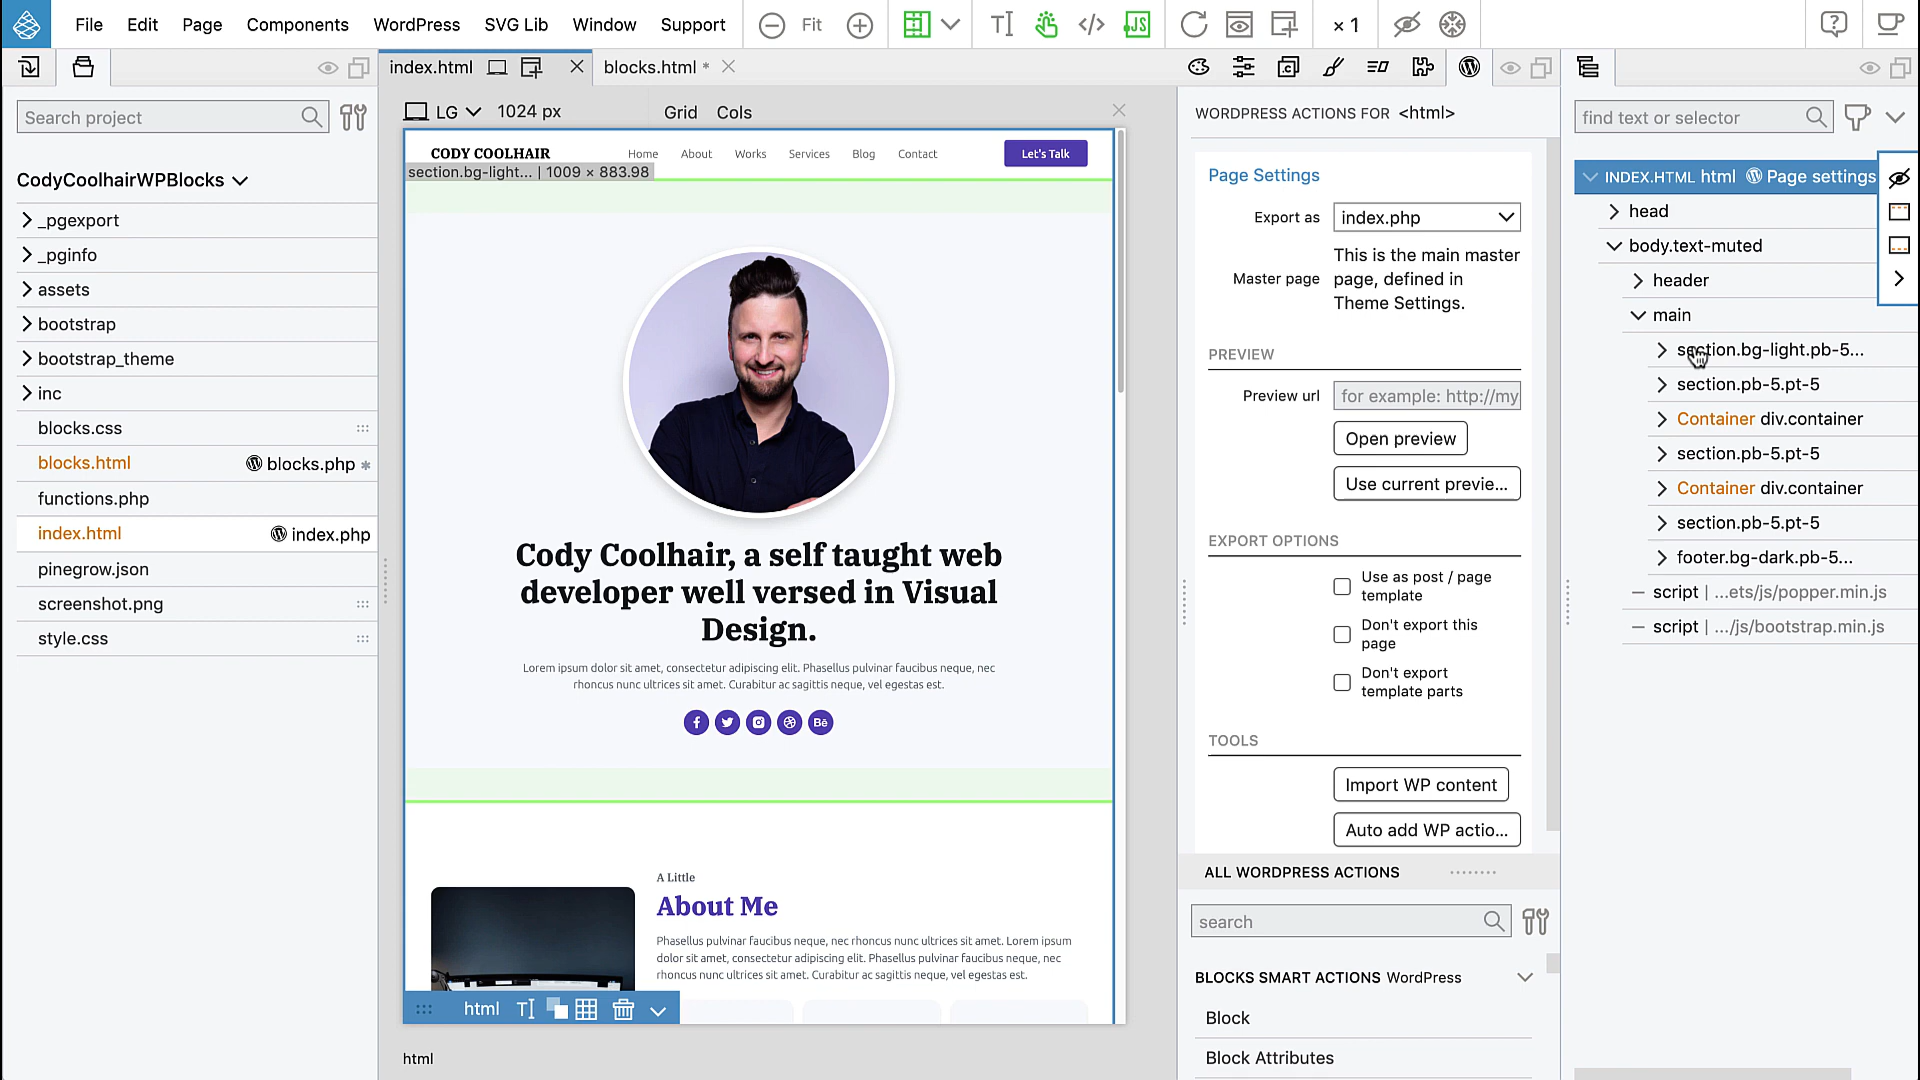 File Edit Page Components WordPress SVG Lib Window Support Fit JS × 1
index.html blocks.html *
Search project
CodyCoolhairWPBlocks
_pgexport
_pginfo
assets
bootstrap
bootstrap_theme
inc
blocks.css
blocks.html blocks.php *
functions.php
index.html index.php
pinegrow.json
screenshot.png
style.css
LG 1024 px Grid Cols
CODY COOLHAIR Home About Works Services Blog Contact Let's Talk
section.bg-light... | 1009 × 883.98
Cody Coolhair, a self taught web
developer well versed in Visual
Design.
Lorem ipsum dolor sit amet, consectetur adipiscing elit. Phasellus pulvinar faucibus neque, nec
rhoncus nunc ultrices sit amet. Curabitur ac sagittis neque, vel egestas est.
Bē
A Little
About Me
Phasellus pulvinar faucibus neque, nec rhoncus nunc ultrices sit amet. Lorem ipsum
dolor sit amet, consectetur adipiscing elit. Phasellus pulvinar faucibus neque, nec
rhoncus nunc ultrices sit amet. Curabitur ac sagittis neque, vel egestas est.
html
html
WORDPRESS ACTIONS FOR <html>
Page Settings
Export as index.php
Master page This is the main master
page, defined in
Theme Settings.
PREVIEW
Preview url for example: http://my
Open preview
Use current previe...
EXPORT OPTIONS
Use as post / page
template
Don't export this
page
Don't export
template parts
TOOLS
Import WP content
Auto add WP actio...
ALL WORDPRESS ACTIONS
search
BLOCKS SMART ACTIONS WordPress
Block
Block Attributes
find text or selector
INDEX.HTML html Page settings
head
body.text-muted
header
main
section.bg-light.pb-5...
section.pb-5.pt-5
Container div.container
section.pb-5.pt-5
Container div.container
section.pb-5.pt-5
footer.bg-dark.pb-5...
script | ...ets/js/popper.min.js
script | .../js/bootstrap.min.js